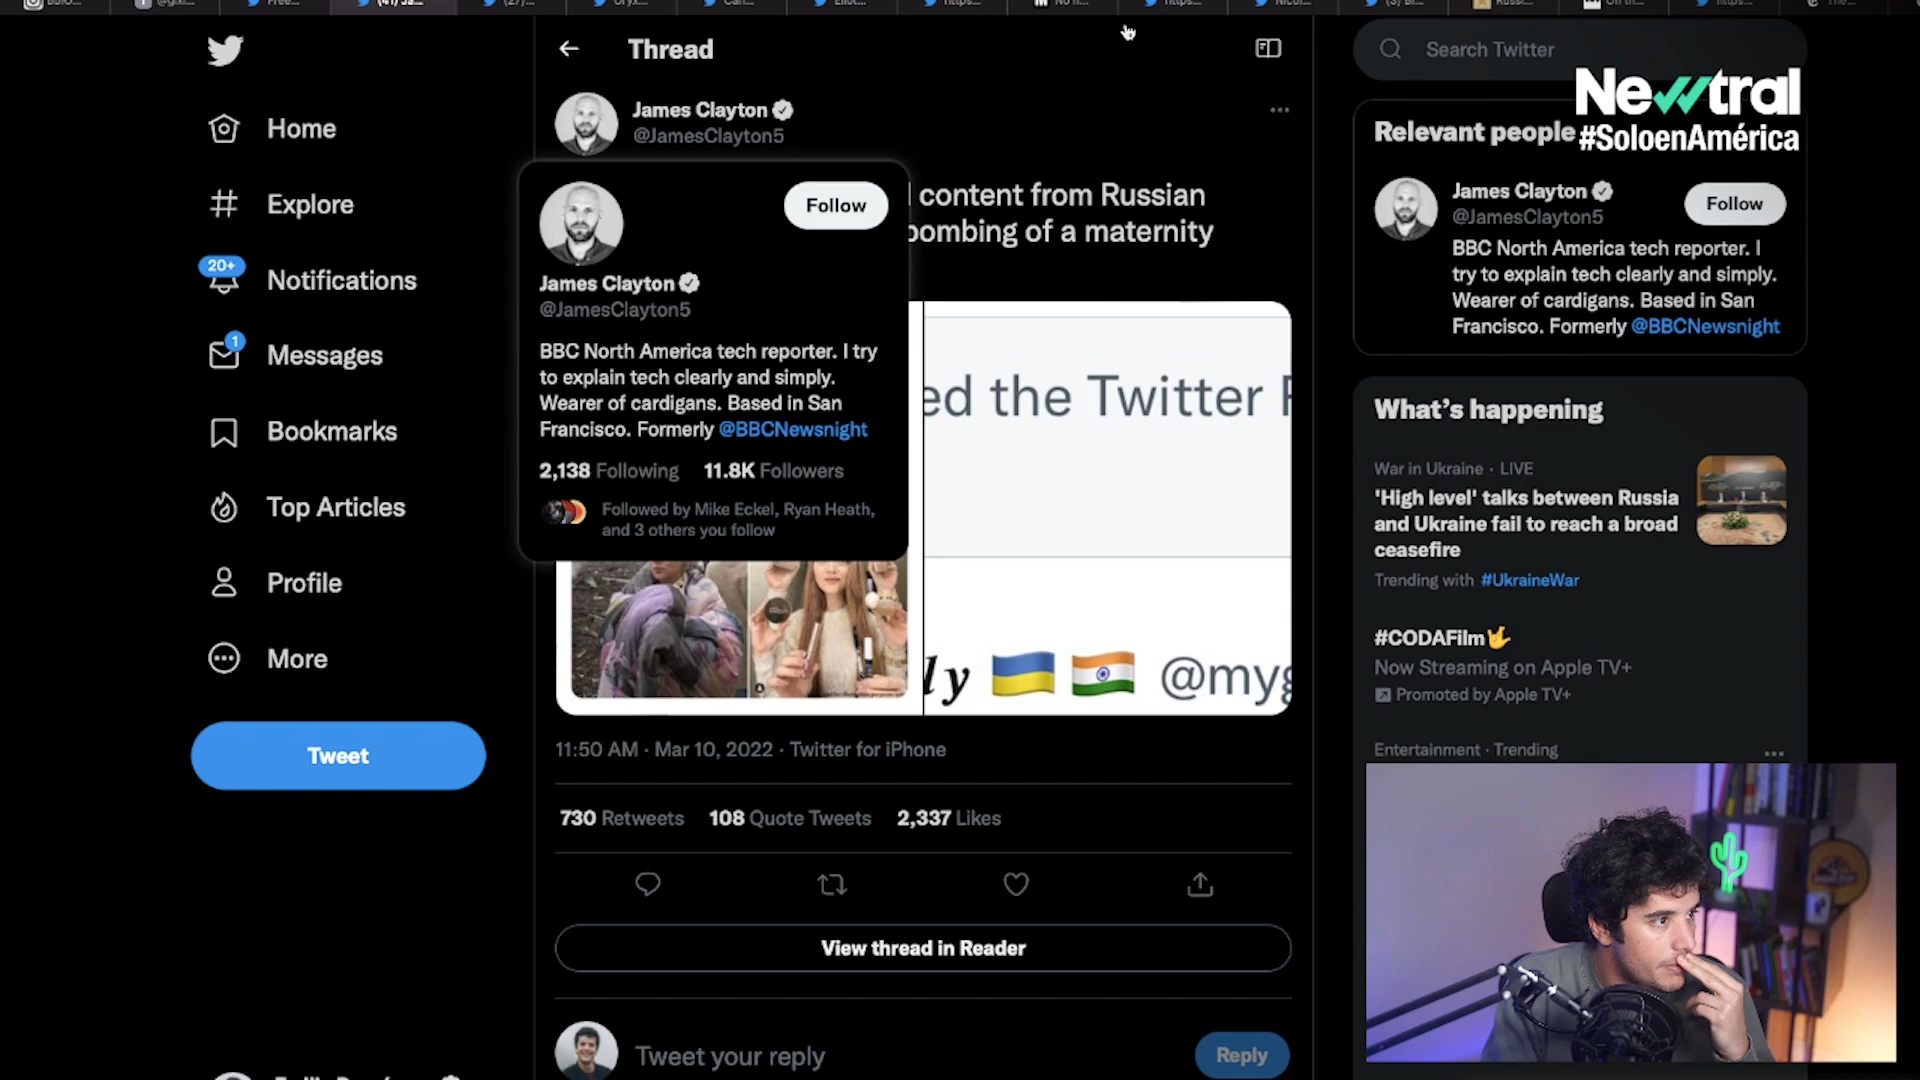 Thread
Search Twitter
Newtral
#SoloenAmérica
Home
Explore
20+
Notifications
1
Messages
Bookmarks
Top Articles
Profile
More
Tweet
James Clayton
@JamesClayton5
content from Russian
bombing of a maternity
Follow
James Clayton
@JamesClayton5
BBC North America tech reporter. I try
to explain tech clearly and simply.
Wearer of cardigans. Based in San
Francisco. Formerly @BBCNewsnight
2,138 Following 11.8K Followers
Followed by Mike Eckel, Ryan Heath,
and 3 others you follow
ed the Twitter
ly 🇺🇦 🇮🇳 @myg
11:50 AM · Mar 10, 2022 · Twitter for iPhone
730 Retweets 108 Quote Tweets 2,337 Likes
View thread in Reader
Tweet your reply
Reply
Relevant people
James Clayton
@JamesClayton5
Follow
BBC North America tech reporter. I
try to explain tech clearly and simply.
Wearer of cardigans. Based in San
Francisco. Formerly @BBCNewsnight
What's happening
War in Ukraine · LIVE
'High level' talks between Russia
and Ukraine fail to reach a broad
ceasefire
Trending with #UkraineWar
#CODAFilm🤟
Now Streaming on Apple TV+
Promoted by Apple TV+
Entertainment · Trending